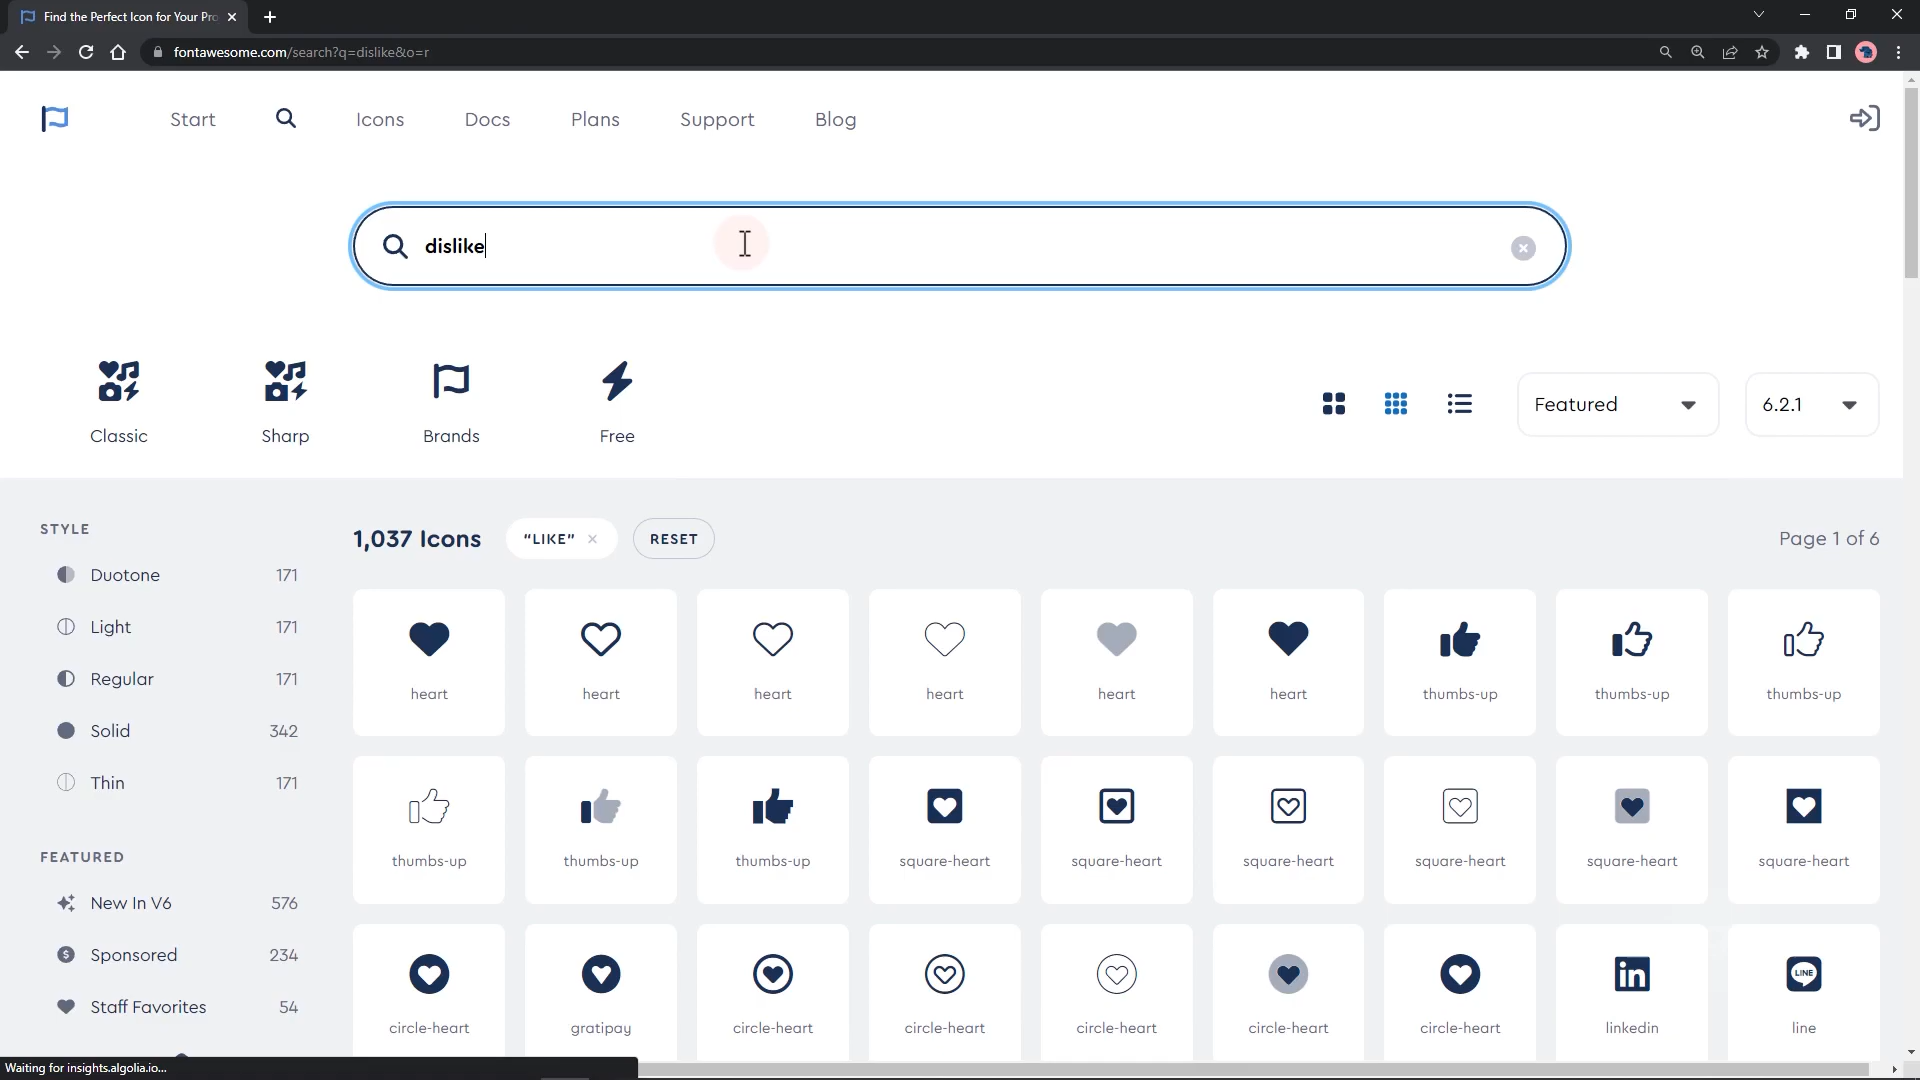 Find the Perfect Icon for Your Pro
fontawesome.com/search?q=dislike&o=r
Start
Icons
Docs
Plans
Support
Blog
dislike
Classic
Sharp
Brands
Free
Featured
6.2.1
STYLE
Duotone 171
Light 171
Regular 171
Solid 342
Thin 171
FEATURED
New In V6 576
Sponsored 234
Staff Favorites 54
1,037 Icons
“LIKE”
RESET
Page 1 of 6
heart heart heart heart heart heart thumbs-up thumbs-up thumbs-up
thumbs-up thumbs-up thumbs-up square-heart square-heart square-heart square-heart square-heart square-heart
in
LINE
circle-heart gratipay circle-heart circle-heart circle-heart circle-heart circle-heart linkedin line
Waiting for insights.algolia.io...